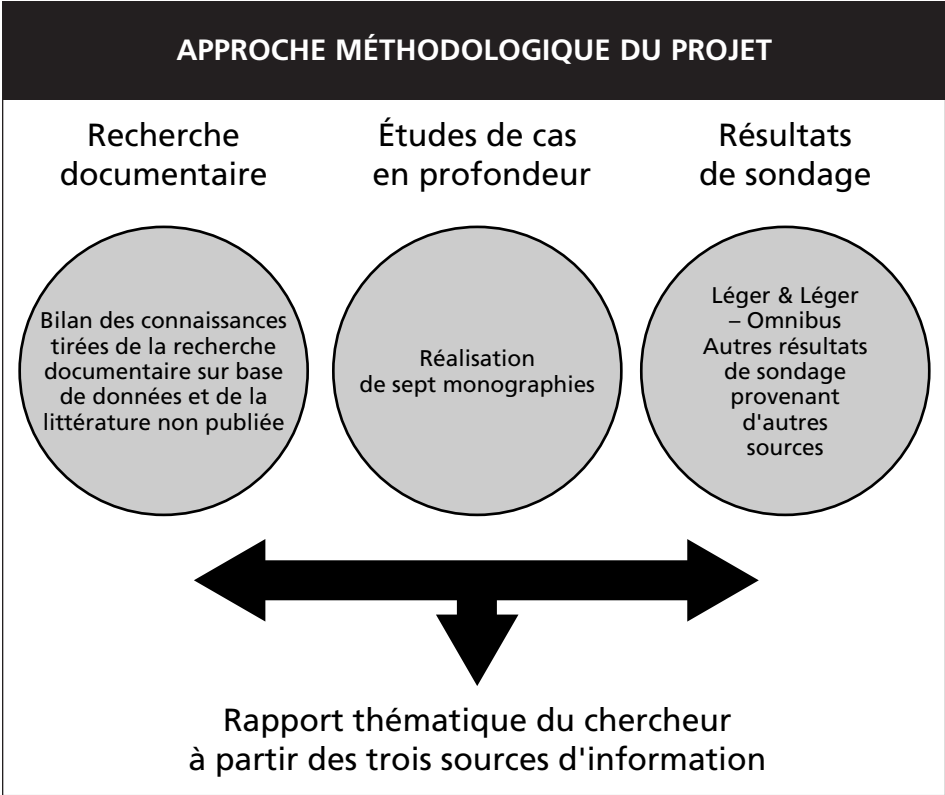 APPROCHE MÉTHODOLOGIQUE DU PROJET
Recherche
documentaire
Études de cas
en profondeur
Résultats
de sondage
Bilan des connaissances
tirées de la recherche
documentaire sur base
de données et de la
littérature non publiée
Réalisation
de sept monographies
Léger & Léger
– Omnibus
Autres résultats
de sondage
provenant
d'autres
sources
Rapport thématique du chercheur
à partir des trois sources d'information